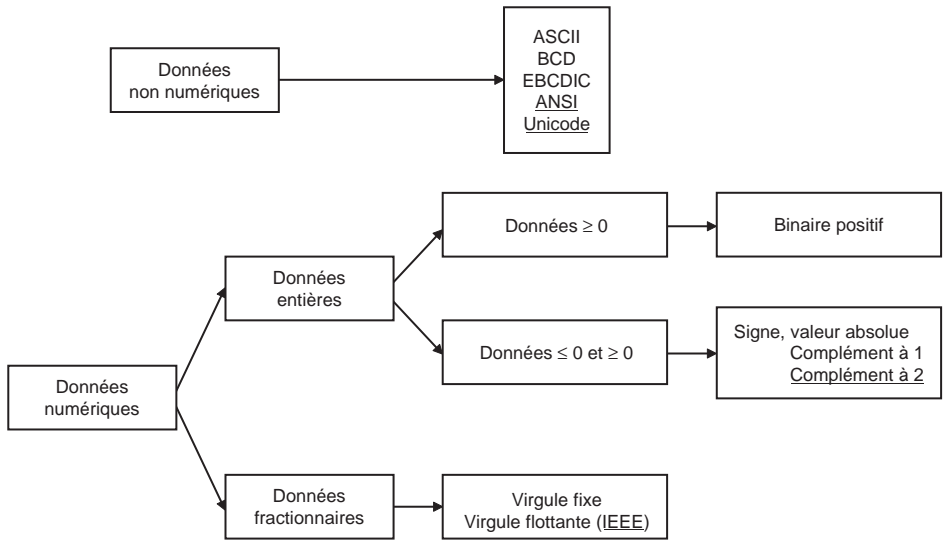 Données
non numériques
ASCII
BCD
EBCDIC
ANSI
Unicode
Données
numériques
Données
entières
Données ≥ 0
Binaire positif
Données ≤ 0 et ≥ 0
Signe, valeur absolue
Complément à 1
Complément à 2
Données
fractionnaires
Virgule fixe
Virgule flottante (IEEE)